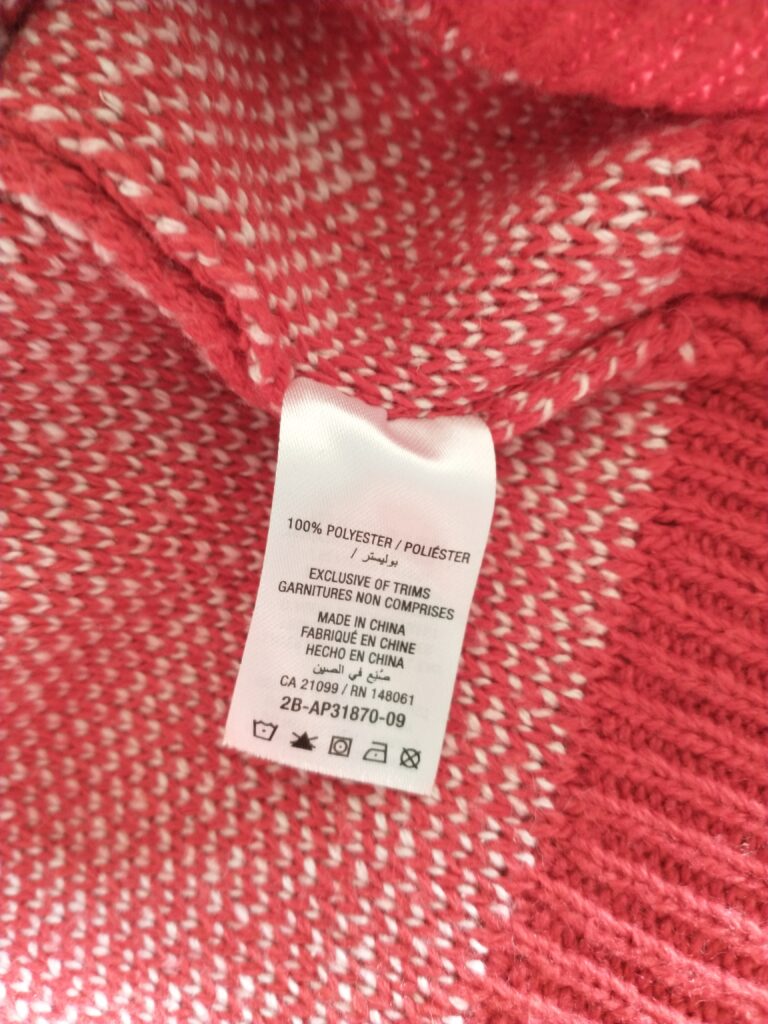 100% POLYESTER / POLIÉSTER
/ بوليستر
EXCLUSIVE OF TRIMS
GARNITURES NON COMPRISES
MADE IN CHINA
FABRIQUÉ EN CHINE
HECHO EN CHINA
صُنِع في الصين
CA 21099 / RN 148061
2B-AP31870-09